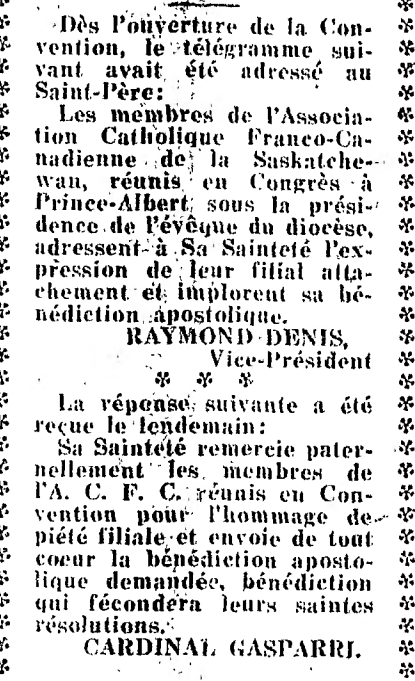 Dès l'ouverture de la Con-
vention, le télégramme sui-
vant avait été adressé au
Saint-Père:
Les membres de l'Associa-
tion Catholique Franco-Ca-
nadienne de la Saskatche-
wan, réunis en Congrès à
Prince-Albert sous la prési-
dence de l'évêque du diocèse,
adressent à Sa Sainteté l'ex-
pression de leur filial atta-
chement et implorent sa bé-
nédiction apostolique.
RAYMOND DENIS,
Vice-Président
La réponse suivante a été
reçue le lendemain:
Sa Sainteté remercie pater-
nellement les membres de
l'A. C. F. C. réunis en Con-
vention pour l'hommage de
piété filiale et envoie de tout
coeur la bénédiction aposto-
lique demandée, bénédiction
qui fécondera leurs saintes
résolutions.
CARDINAL GASPARRI.